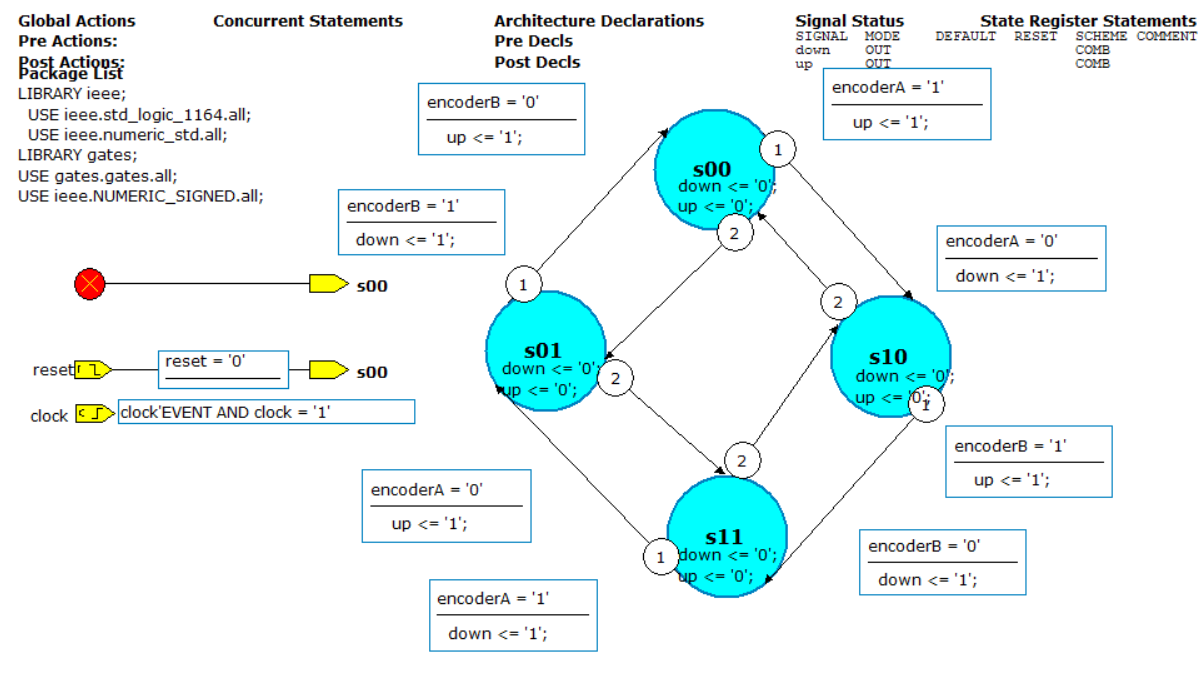 Global Actions
Pre Actions:
Post Actions:
Concurrent Statements
Architecture Declarations
Pre Decls
Post Decls
Signal Status
SIGNAL MODE DEFAULT RESET SCHEME COMMENT
down OUT COMB
up OUT COMB
State Register Statements
Package List
LIBRARY ieee;
USE ieee.std_logic_1164.all;
USE ieee.numeric_std.all;
LIBRARY gates;
USE gates.gates.all;
USE ieee.NUMERIC_SIGNED.all;
encoderB = '0'
up <= '1';
encoderA = '1'
up <= '1';
encoderB = '1'
down <= '1';
encoderA = '0'
down <= '1';
s00
down <= '0';
up <= '0';
1
2
s00
reset
reset = '0'
s00
clock
clock'EVENT AND clock = '1'
1
s01
down <= '0';
up <= '0';
2
2
s10
down <= '0';
up <= '0';
1
encoderA = '0'
up <= '1';
encoderB = '1'
up <= '1';
2
s11
down <= '0';
up <= '0';
1
encoderB = '0'
down <= '1';
encoderA = '1'
down <= '1';